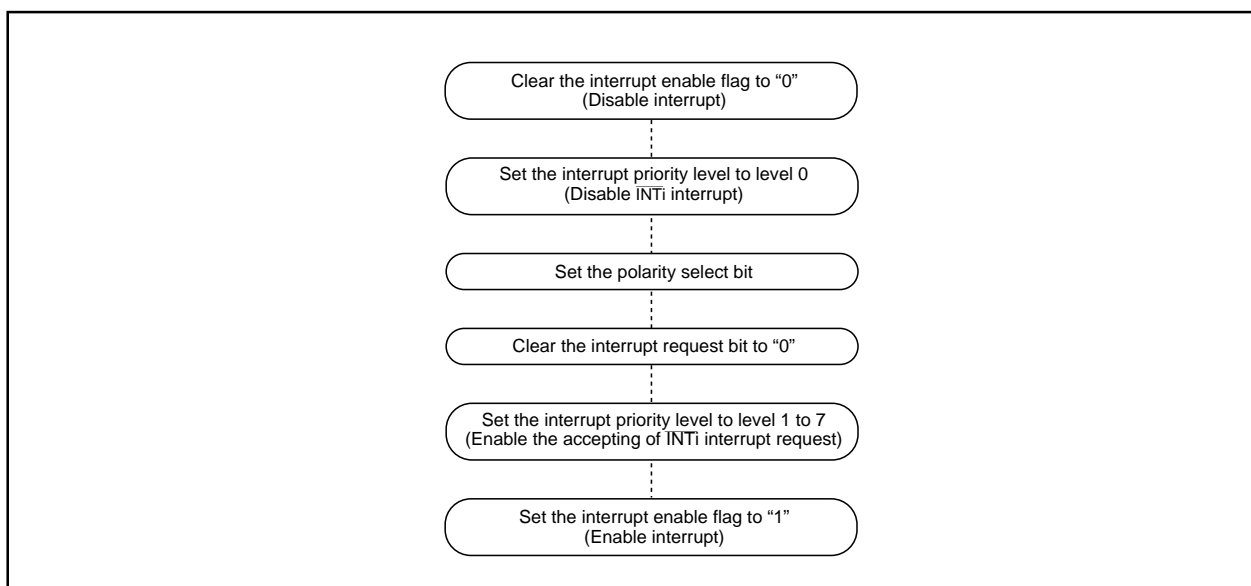 Clear the interrupt enable flag to “0”
(Disable interrupt)
Set the interrupt priority level to level 0
(Disable INTi interrupt)
Set the polarity select bit
Clear the interrupt request bit to “0”
Set the interrupt priority level to level 1 to 7
(Enable the accepting of INTi interrupt request)
Set the interrupt enable flag to “1”
(Enable interrupt)